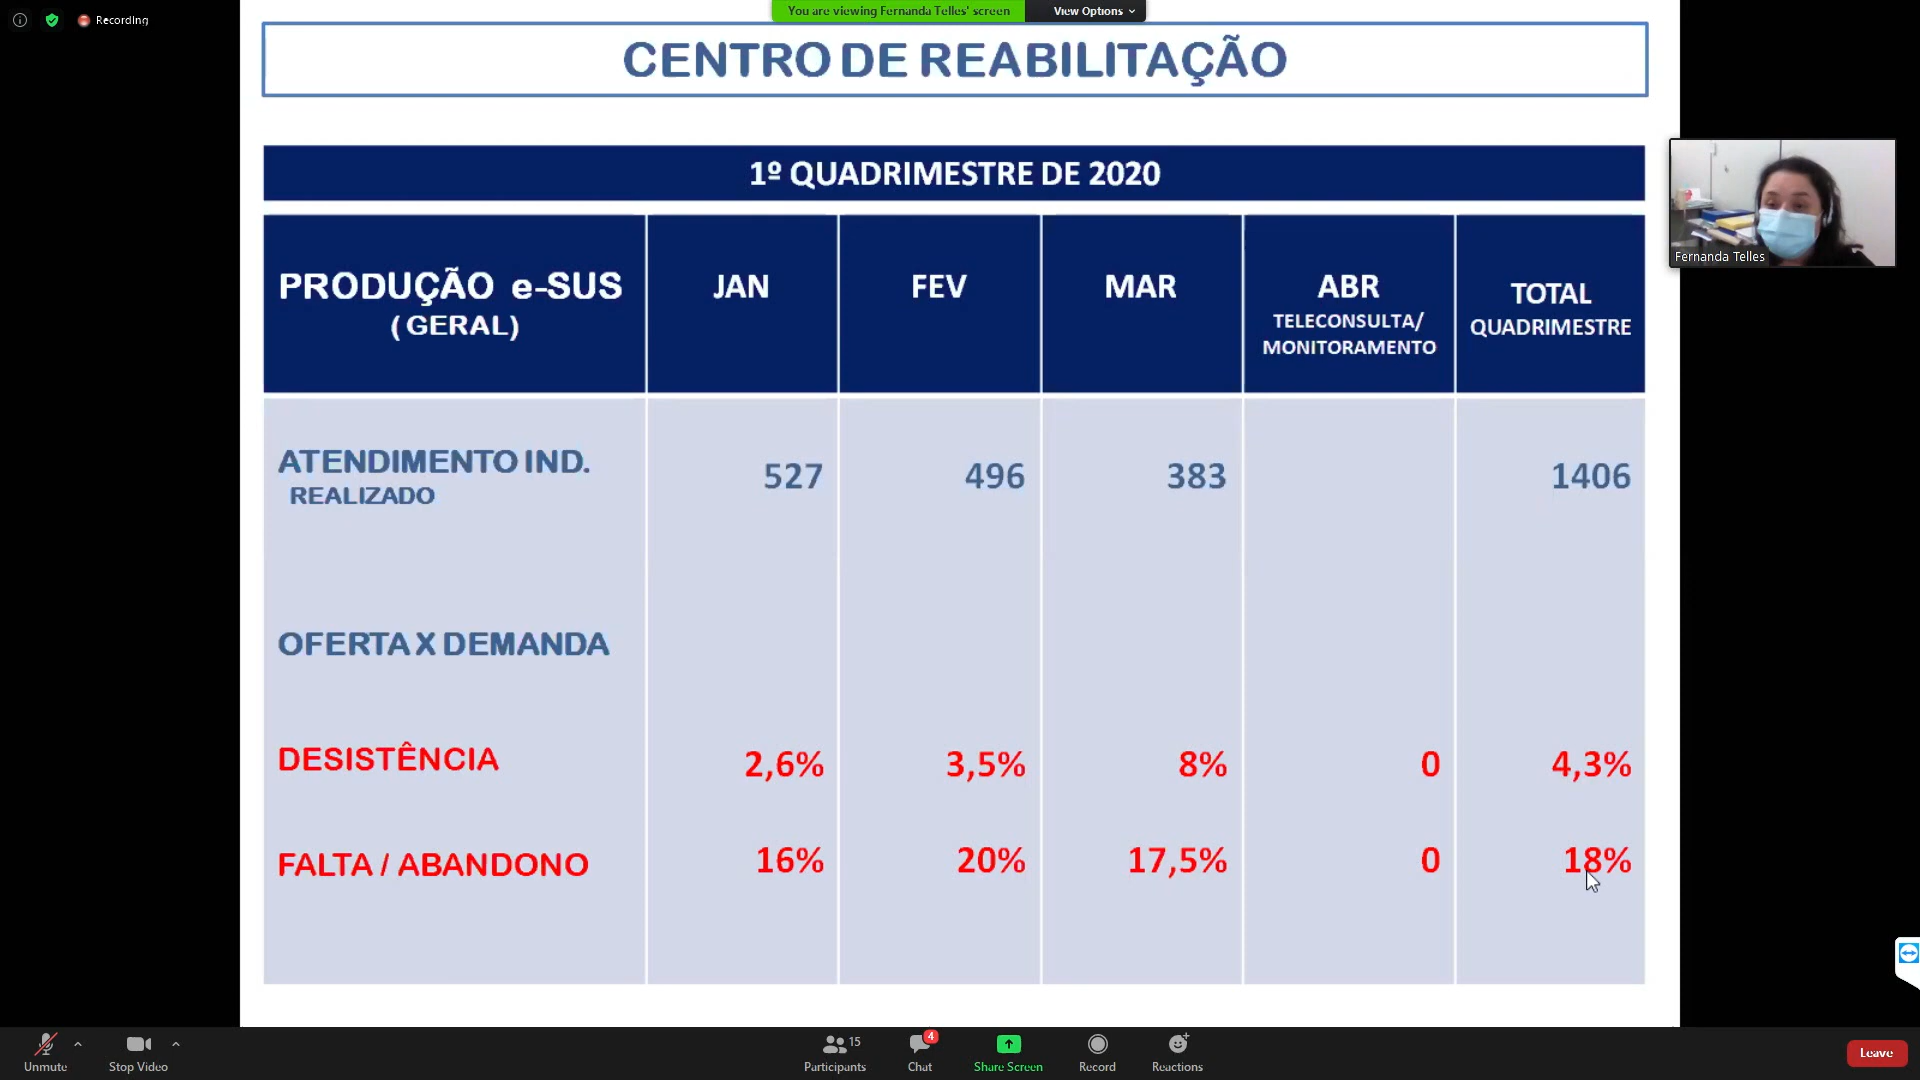 Recording
You are viewing Fernanda Telles' screen
View Options
CENTRO DE REABILITAÇÃO
1º QUADRIMESTRE DE 2020
PRODUÇÃO e-SUS
( GERAL)
JAN
FEV
MAR
ABR
TELECONSULTA/
MONITORAMENTO
TOTAL
QUADRIMESTRE
Fernanda Telles
ATENDIMENTO IND.
REALIZADO
527
496
383
1406
OFERTA X DEMANDA
DESISTÊNCIA
2,6%
3,5%
8%
0
4,3%
FALTA / ABANDONO
16%
20%
17,5%
0
18%
Unmute
Stop Video
15
Participants
4
Chat
Share Screen
Record
Reactions
Leave